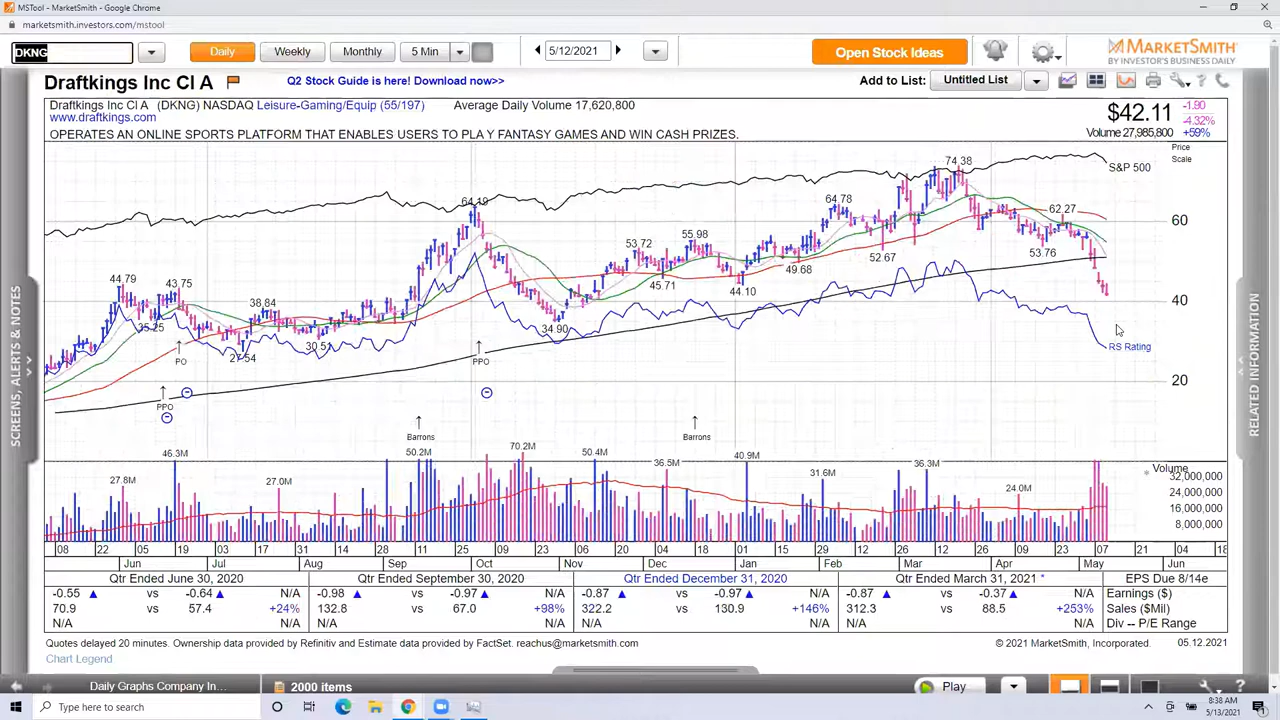 MSTool - MarketSmith - Google Chrome
marketsmith.investors.com/mstool
DKNG Daily Weekly Monthly 5 Min 5/12/2021 Open Stock Ideas MARKETSMITH
BY INVESTOR'S BUSINESS DAILY
Draftkings Inc Cl A Q2 Stock Guide is here! Download now>> Add to List: Untitled List
Draftkings Inc Cl A (DKNG) NASDAQ Leisure-Gaming/Equip (55/197) Average Daily Volume 17,620,800
www.draftkings.com
OPERATES AN ONLINE SPORTS PLATFORM THAT ENABLES USERS TO PLA Y FANTASY GAMES AND WIN CASH PRIZES.
$42.11 -1.90
-4.32%
Volume 27,985,800 +59%
Price
Scale
S&P 500
74.38
64.19 64.78 62.27 60
55.98
53.72 52.67 53.76
49.68
45.71 44.10
44.79 43.75
38.84 40
35.25 34.90
30.51
27.54
RS Rating
PO PPO
20
PPO
Barrons Barrons
SCREENS, ALERTS & NOTES
RELATED INFORMATION
46.3M 50.2M 70.2M 50.4M 36.5M 40.9M 31.6M 36.3M 24.0M
27.8M 27.0M
Volume
32,000,000
24,000,000
16,000,000
8,000,000
08 22 05 19 03 17 31 14 28 11 25 09 23 06 20 04 18 01 15 29 12 26 12 26 09 23 07 21 04 18
Jun Jul Aug Sep Oct Nov Dec Jan Feb Mar Apr May Jun
Qtr Ended June 30, 2020 Qtr Ended September 30, 2020 Qtr Ended December 31, 2020 Qtr Ended March 31, 2021 * EPS Due 8/14e
-0.55 vs -0.64 N/A -0.98 vs -0.97 N/A -0.87 vs -0.97 N/A -0.87 vs -0.37 N/A Earnings ($)
70.9 vs 57.4 +24% 132.8 vs 67.0 +98% 322.2 vs 130.9 +146% 312.3 vs 88.5 +253% Sales ($Mil)
N/A N/A N/A N/A N/A N/A N/A N/A Div -- P/E Range
Quotes delayed 20 minutes. Ownership data provided by Refinitiv and Estimate data provided by FactSet. reachus@marketsmith.com © 2021 MarketSmith, Incorporated. 05.12.2021
Chart Legend
Daily Graphs Company In... 2000 items Play
Type here to search
8:38 AM
5/13/2021